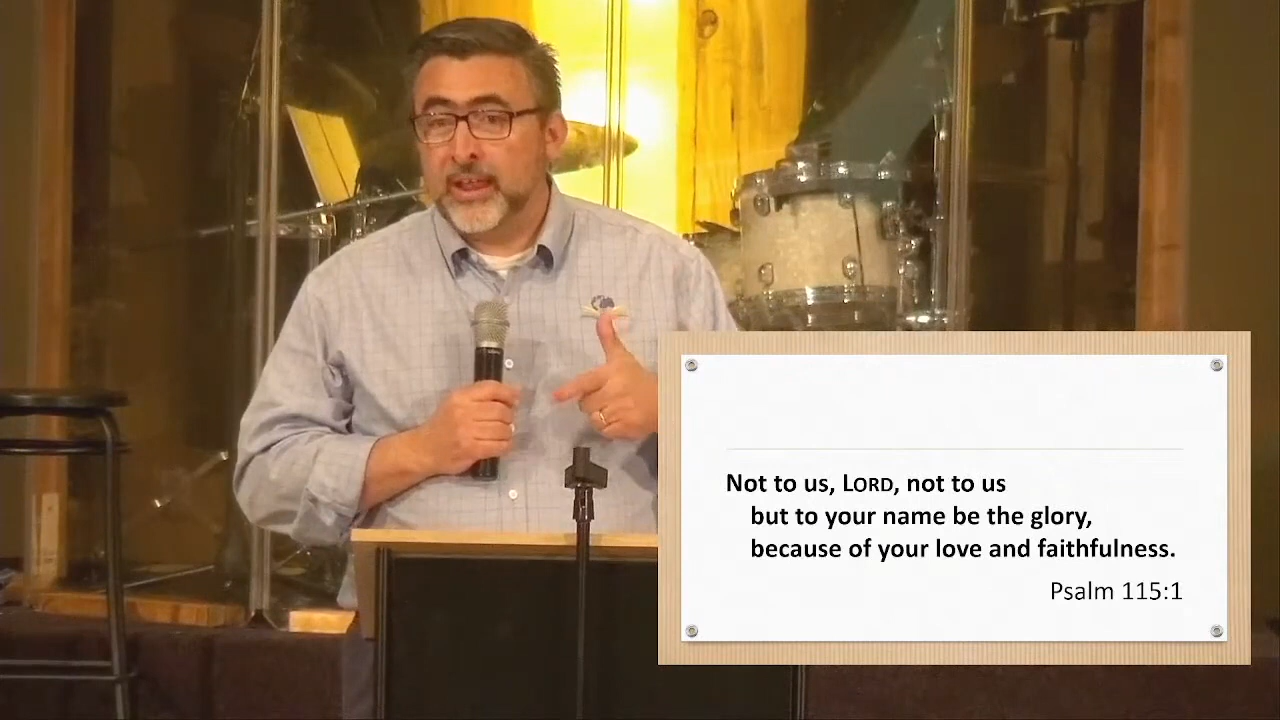 Not to us, LORD, not to us
but to your name be the glory,
because of your love and faithfulness.
Psalm 115:1